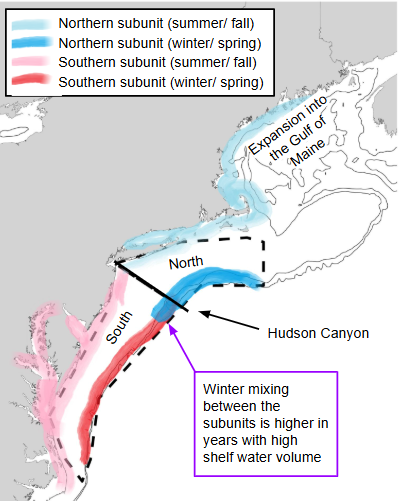 Northern subunit (summer/ fall)
Northern subunit (winter/ spring)
Southern subunit (summer/ fall)
Southern subunit (winter/ spring)
Expansion into
the Gulf of
Maine
North
South
Hudson Canyon
Winter mixing
between the
subunits is higher in
years with high
shelf water volume